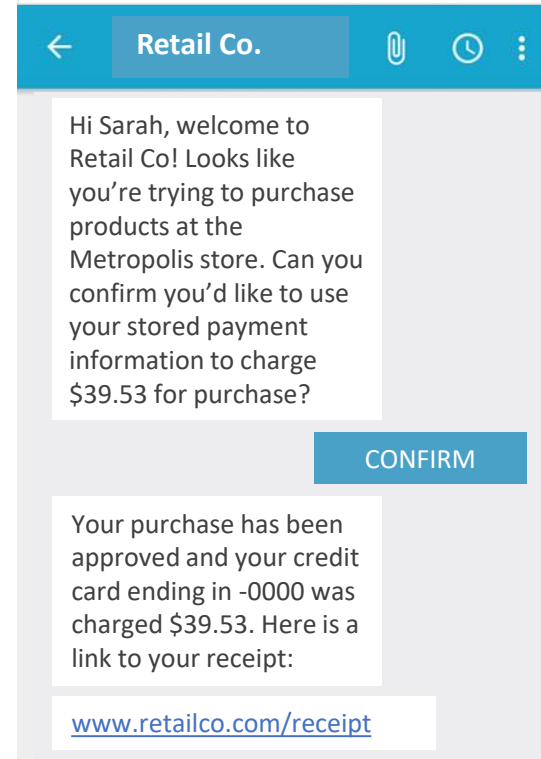 Retail Co.
Hi Sarah, welcome to
Retail Co! Looks like
you’re trying to purchase
products at the
Metropolis store. Can you
confirm you’d like to use
your stored payment
information to charge
$39.53 for purchase?
CONFIRM
Your purchase has been
approved and your credit
card ending in -0000 was
charged $39.53. Here is a
link to your receipt:
www.retailco.com/receipt